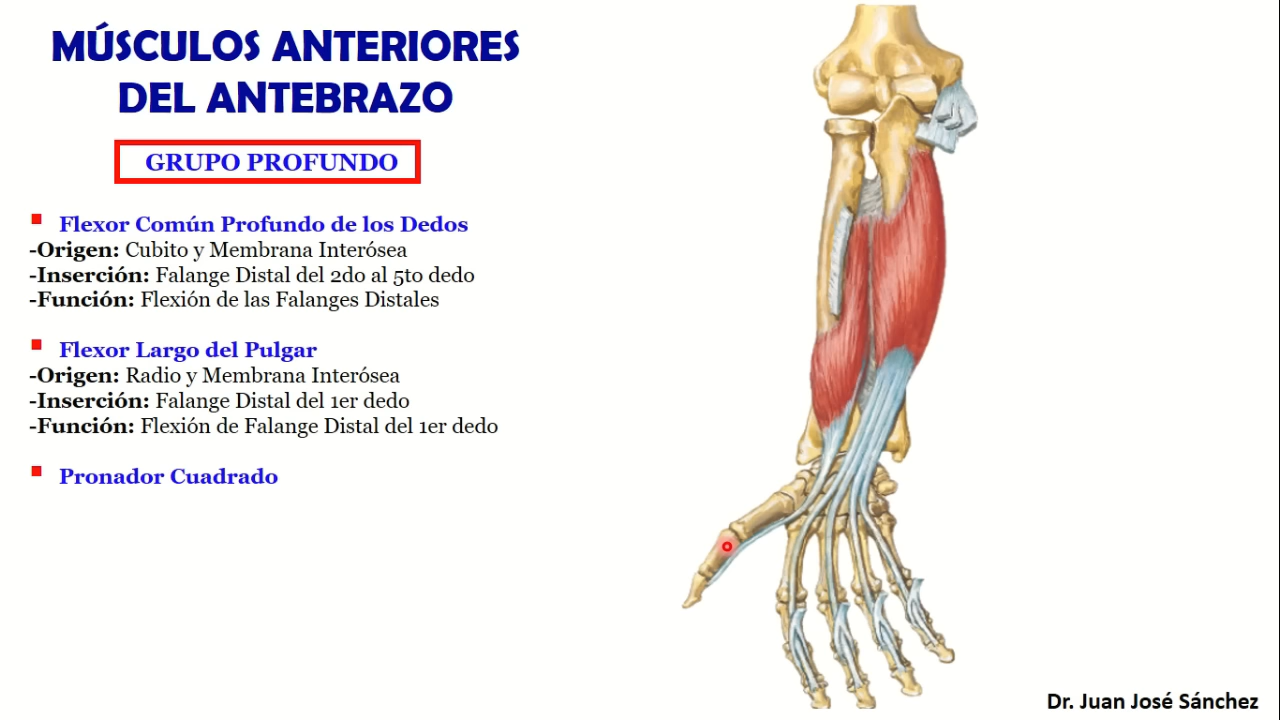 MÚSCULOS ANTERIORES
DEL ANTEBRAZO
GRUPO PROFUNDO
▪ Flexor Común Profundo de los Dedos
-Origen: Cubito y Membrana Interósea
-Inserción: Falange Distal del 2do al 5to dedo
-Función: Flexión de las Falanges Distales
▪ Flexor Largo del Pulgar
-Origen: Radio y Membrana Interósea
-Inserción: Falange Distal del 1er dedo
-Función: Flexión de Falange Distal del 1er dedo
▪ Pronador Cuadrado
Dr. Juan José Sánchez